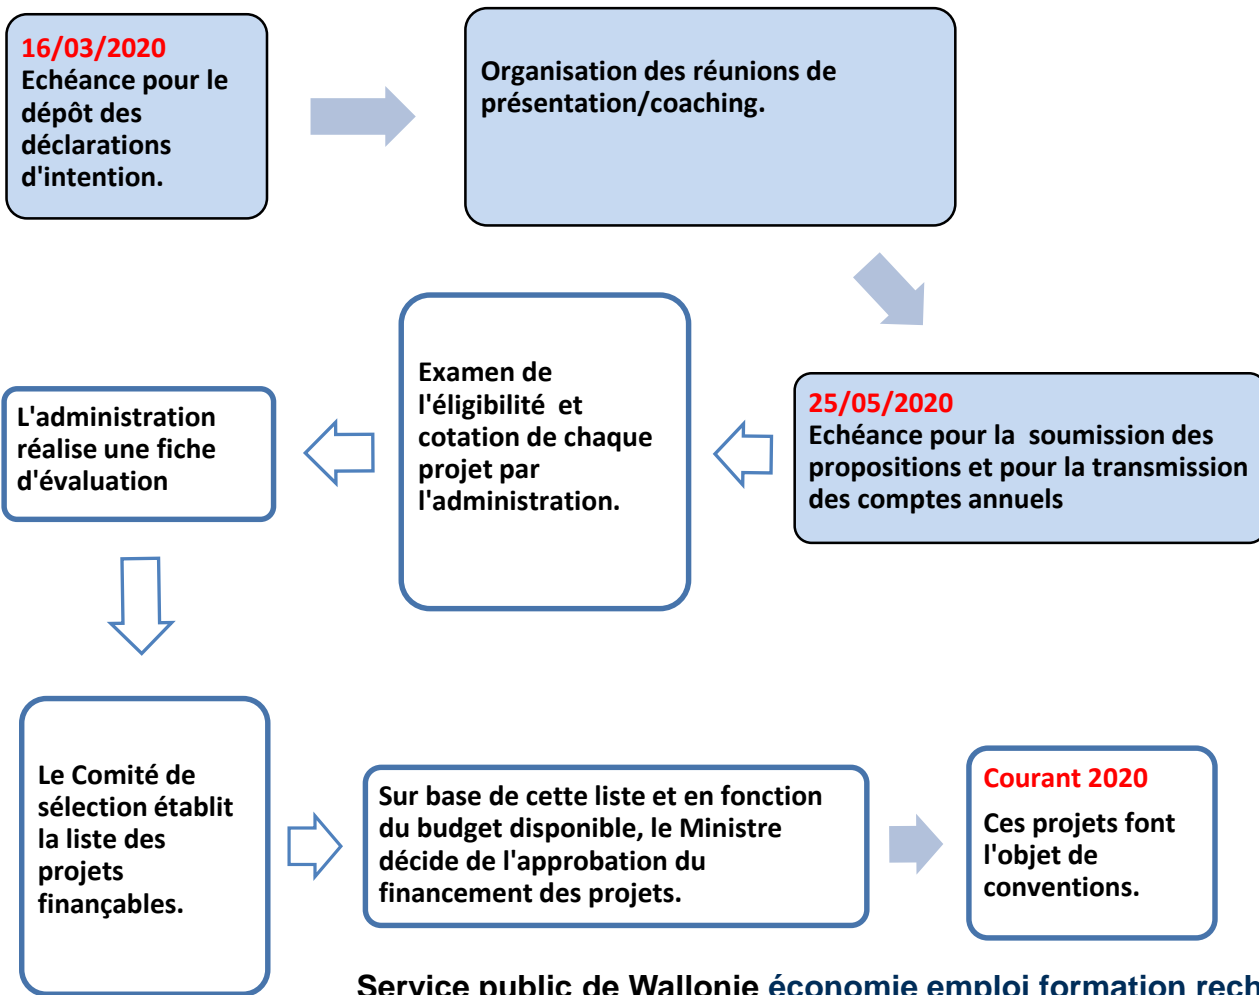 16/03/2020
Echéance pour le
dépôt des
déclarations
d'intention.
Organisation des réunions de
présentation/coaching.
25/05/2020
Echéance pour la soumission des
propositions et pour la transmission
des comptes annuels
Examen de
l'éligibilité et
cotation de chaque
projet par
l'administration.
L'administration
réalise une fiche
d'évaluation
Le Comité de
sélection établit
la liste des
projets
finançables.
Sur base de cette liste et en fonction
du budget disponible, le Ministre
décide de l'approbation du
financement des projets.
Courant 2020
Ces projets font
l'objet de
conventions.
Service public de Wallonie économie emploi formation rech